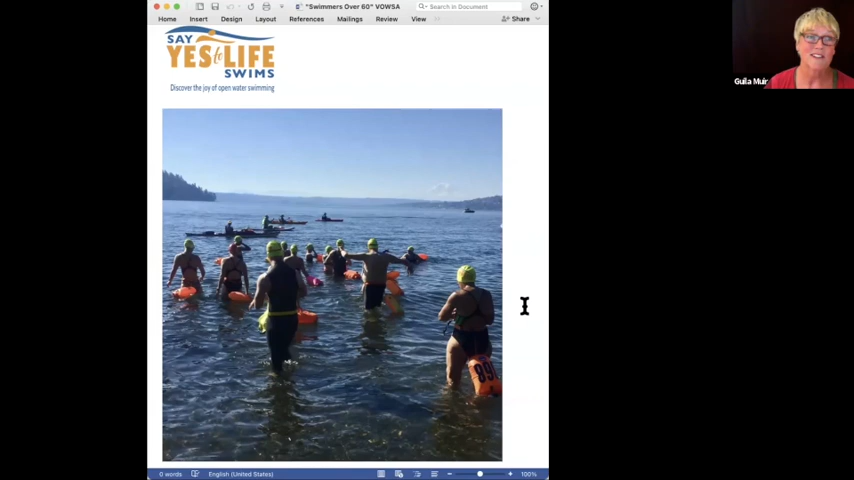 "Swimmers Over 60" VOWSA
Search in Document
Home Insert Design Layout References Mailings Review View Share
SAY
YES to LIFE
SWIMS
Discover the joy of open water swimming
Guila Muir
168
0 words English (United States) 100%